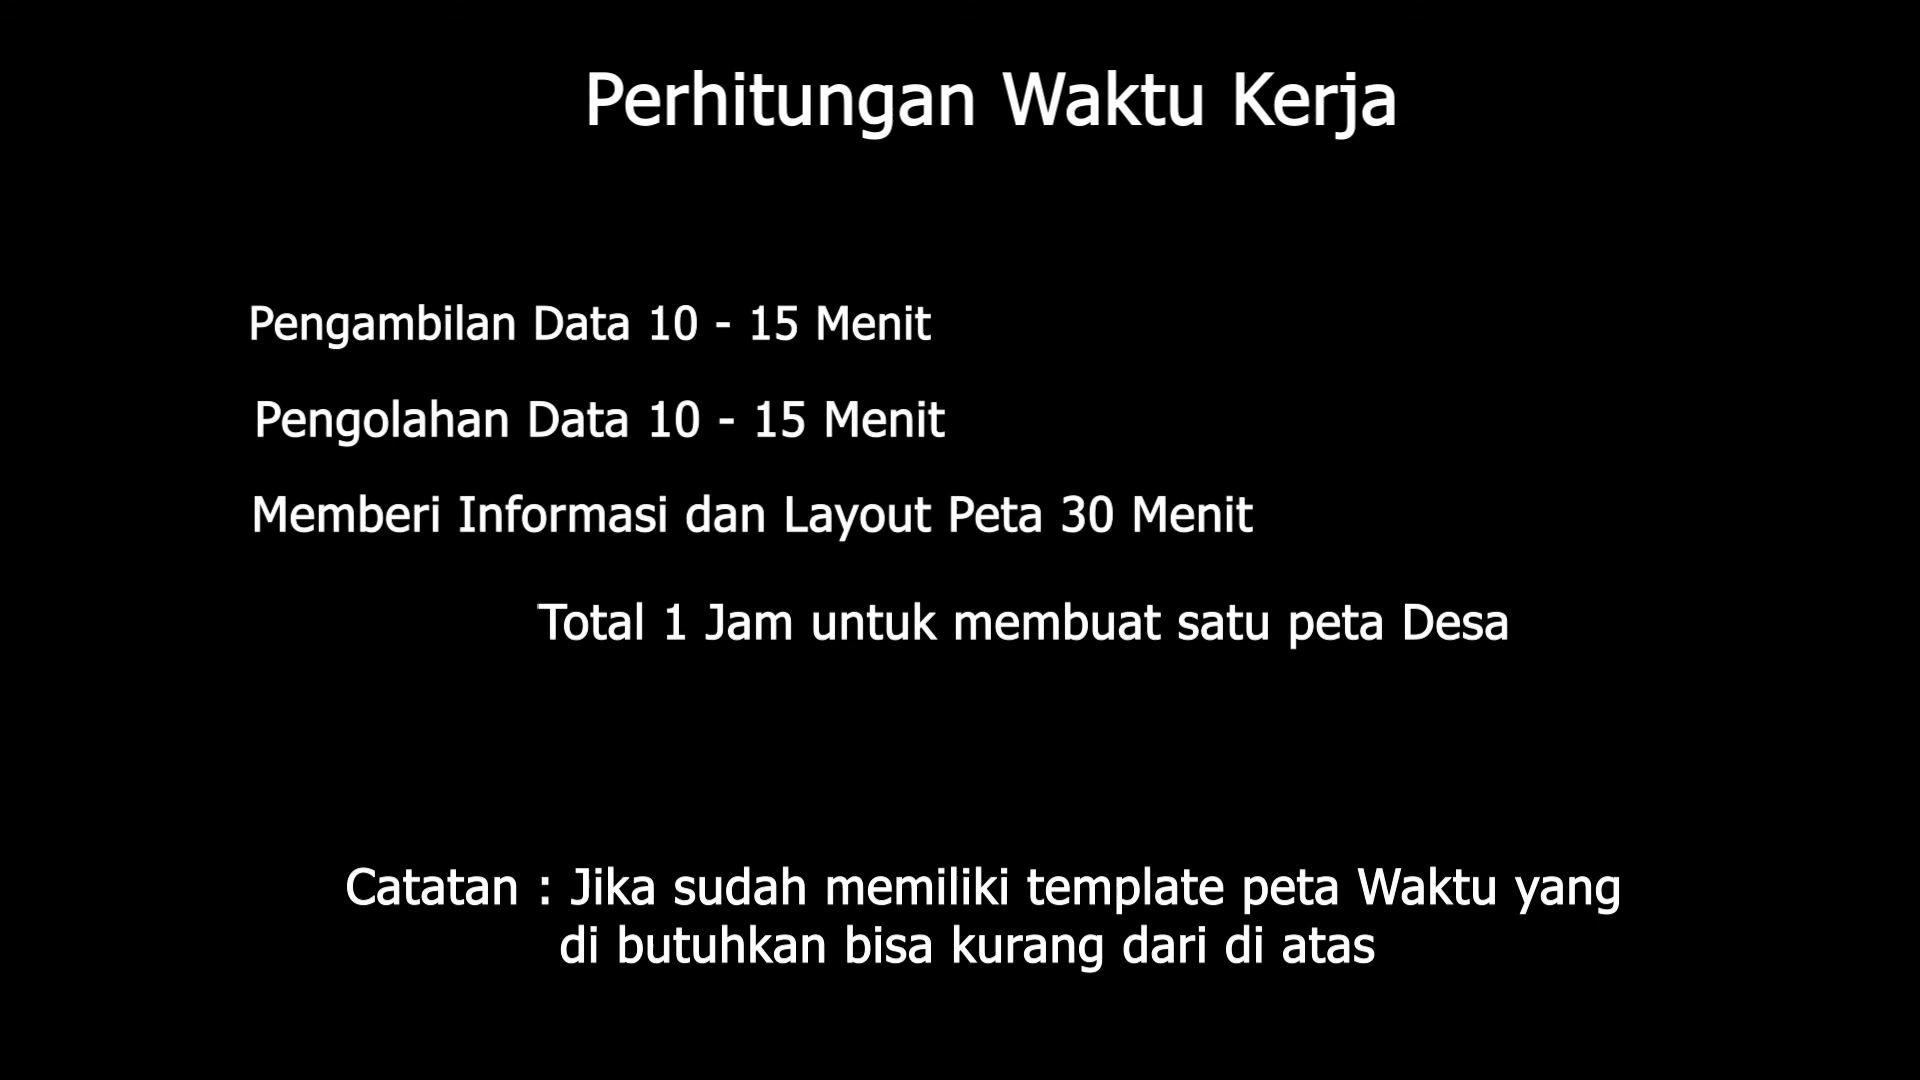 Perhitungan Waktu Kerja
Pengambilan Data 10 - 15 Menit
Pengolahan Data 10 - 15 Menit
Memberi Informasi dan Layout Peta 30 Menit
Total 1 Jam untuk membuat satu peta Desa
Catatan : Jika sudah memiliki template peta Waktu yang
di butuhkan bisa kurang dari di atas